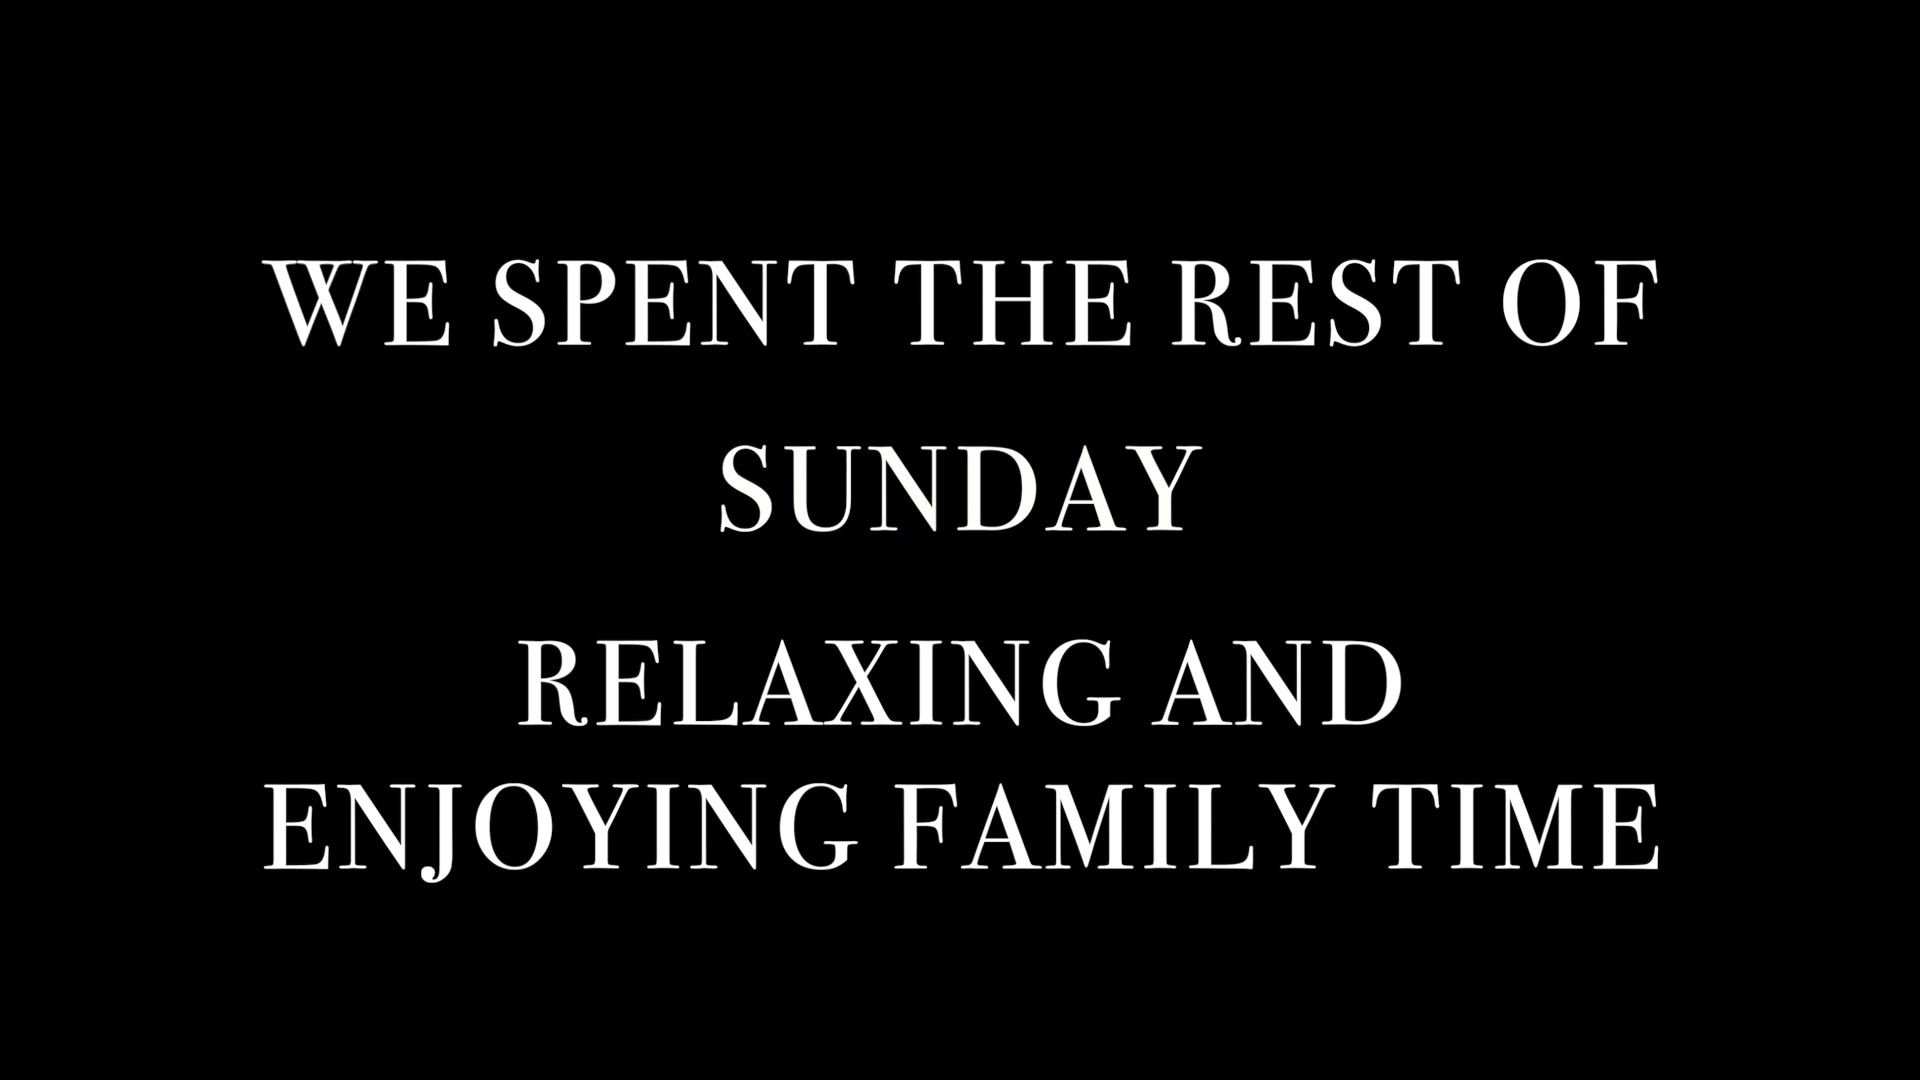 WE SPENT THE REST OF
SUNDAY
RELAXING AND
ENJOYING FAMILY TIME